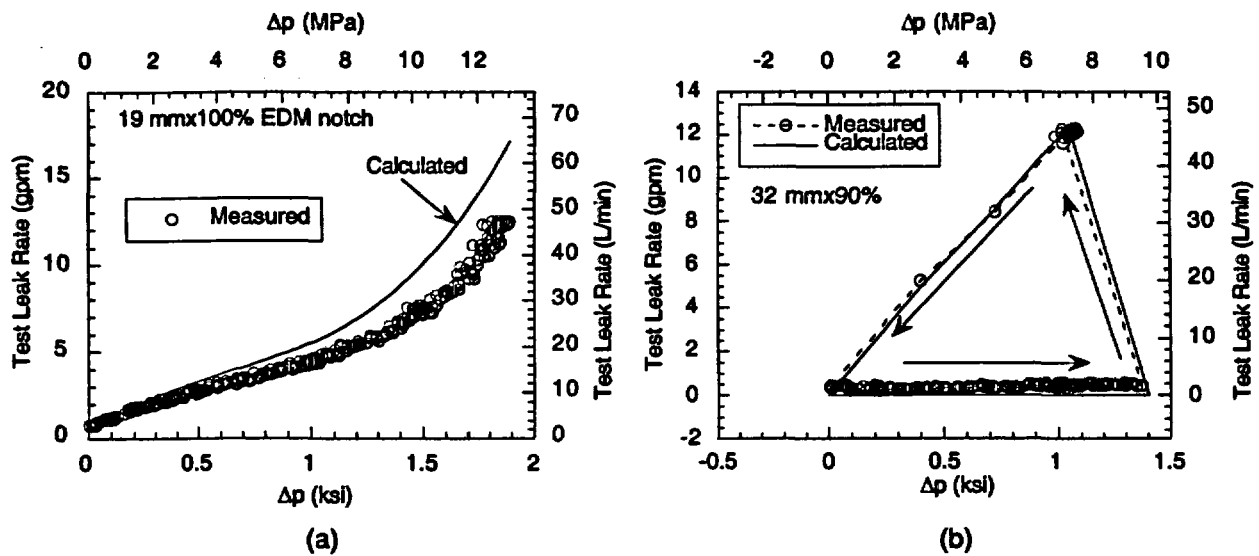 Δp (MPa)
0 2 4 6 8 10 12
20
15
10
5
0
Test Leak Rate (gpm)
19 mmx100% EDM notch
Calculated
Measured
70
60
50
40
30
20
10
0
Test Leak Rate (L/min)
0 0.5 1 1.5 2
Δp (ksi)
(a)
Δp (MPa)
-2 0 2 4 6 8 10
14
12
10
8
6
4
2
0
-2
Test Leak Rate (gpm)
Measured
Calculated
32 mmx90%
50
40
30
20
10
0
Test Leak Rate (L/min)
-0.5 0 0.5 1 1.5
Δp (ksi)
(b)